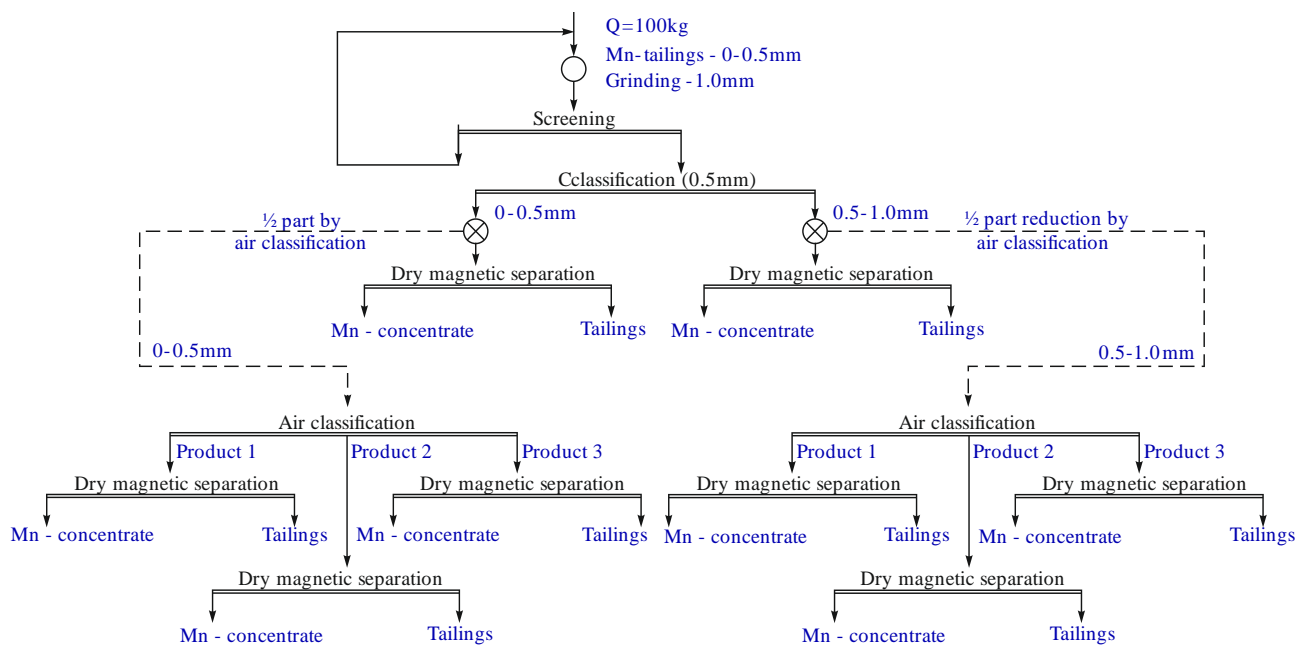 Q=100kg
Mn-tailings - 0-0.5mm
Grinding -1.0mm
Screening
Cclassification (0.5mm)
½ part by
air classification
0-0.5mm
0.5-1.0mm
½ part reduction by
air classification
Dry magnetic separation
Dry magnetic separation
Mn - concentrate
Tailings
Mn - concentrate
Tailings
0-0.5mm
0.5-1.0mm
Air classification
Air classification
Product 1
Product 2
Product 3
Product 1
Product 2
Product 3
Dry magnetic separation
Dry magnetic separation
Dry magnetic separation
Dry magnetic separation
Mn - concentrate
Tailings
Mn - concentrate
Tailings
Mn - concentrate
Tailings
Mn - concentrate
Tailings
Dry magnetic separation
Dry magnetic separation
Mn - concentrate
Tailings
Mn - concentrate
Tailings